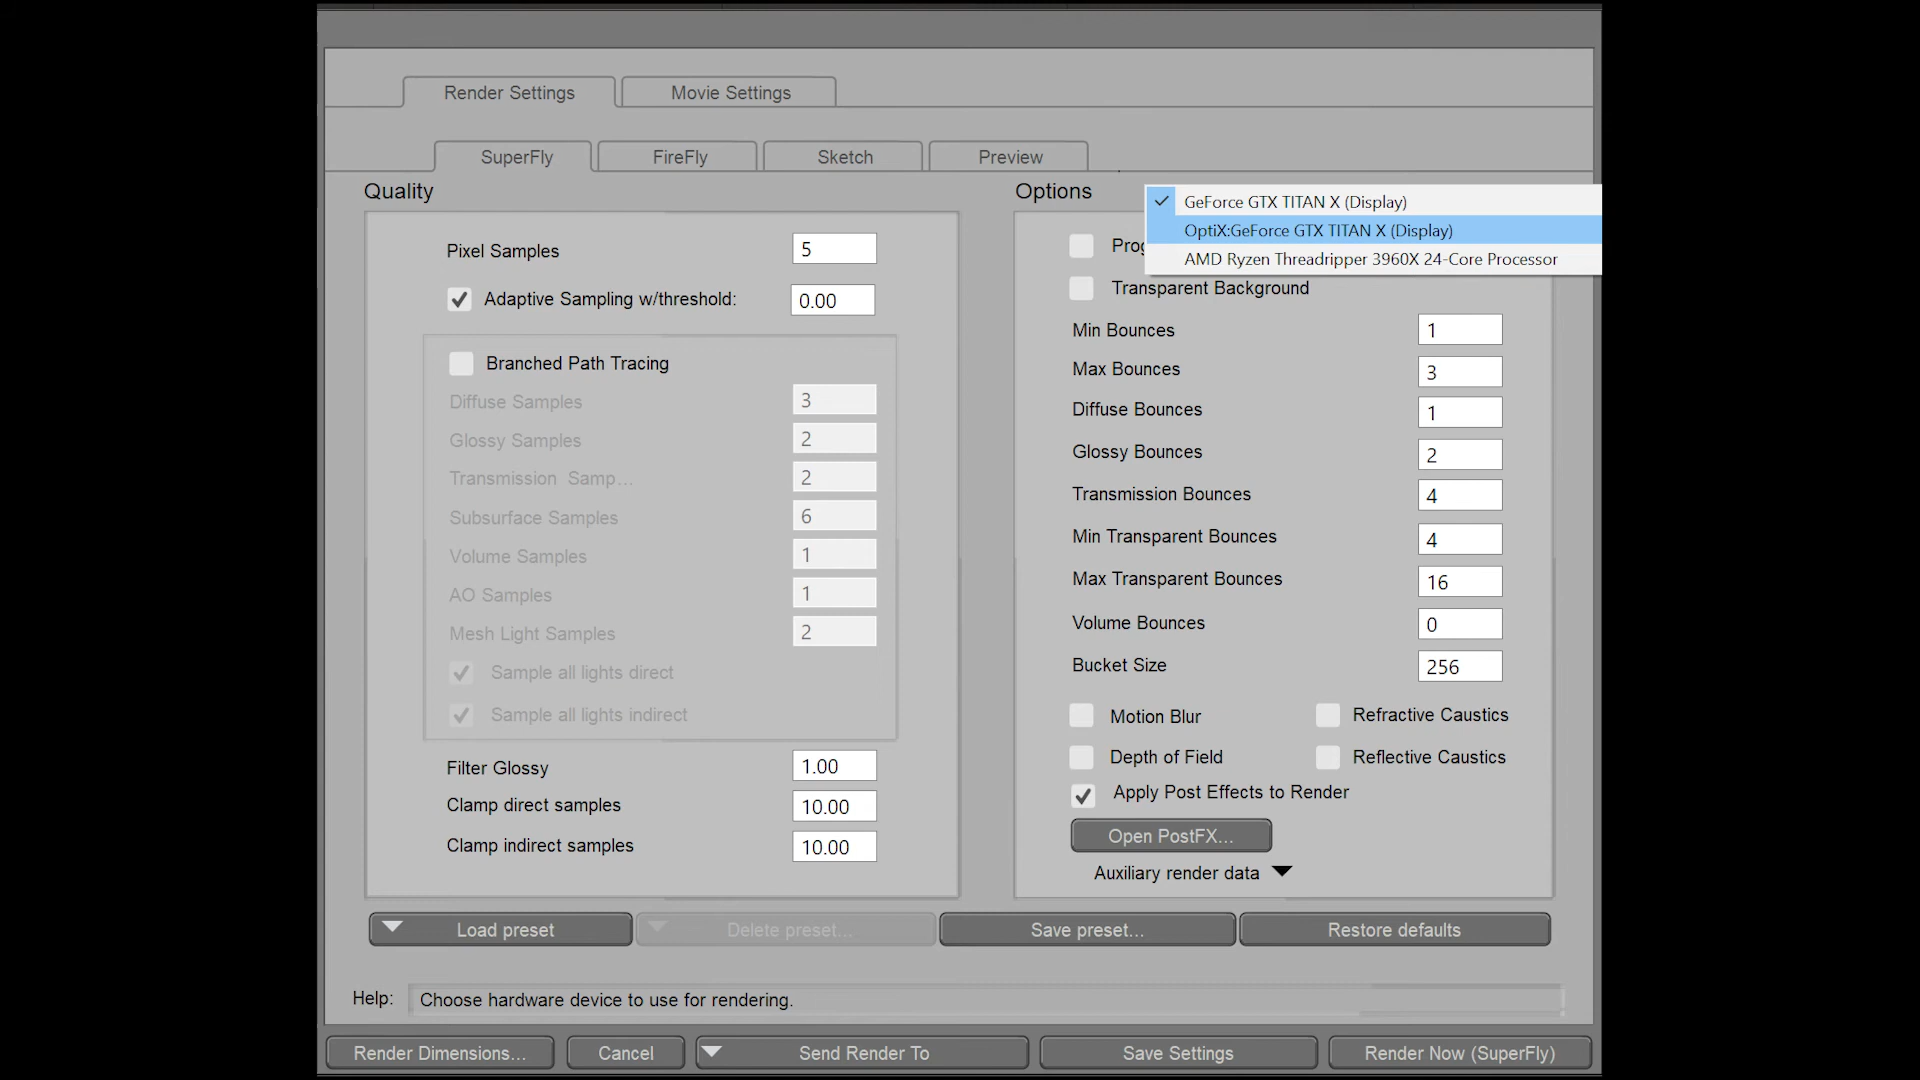 Render Settings
Movie Settings
SuperFly
FireFly
Sketch
Preview
Quality
Pixel Samples
5
Adaptive Sampling w/threshold:
0.00
Branched Path Tracing
Diffuse Samples
3
Glossy Samples
2
Transmission Samp...
2
Subsurface Samples
6
Volume Samples
1
AO Samples
1
Mesh Light Samples
2
Sample all lights direct
Sample all lights indirect
Filter Glossy
1.00
Clamp direct samples
10.00
Clamp indirect samples
10.00
Options
GeForce GTX TITAN X (Display)
OptiX:GeForce GTX TITAN X (Display)
AMD Ryzen Threadripper 3960X 24-Core Processor
Transparent Background
Min Bounces
1
Max Bounces
3
Diffuse Bounces
1
Glossy Bounces
2
Transmission Bounces
4
Min Transparent Bounces
4
Max Transparent Bounces
16
Volume Bounces
0
Bucket Size
256
Motion Blur
Refractive Caustics
Depth of Field
Reflective Caustics
Apply Post Effects to Render
Open PostFX...
Auxiliary render data
Load preset
Delete preset...
Save preset...
Restore defaults
Help:
Choose hardware device to use for rendering.
Render Dimensions...
Cancel
Send Render To
Save Settings
Render Now (SuperFly)